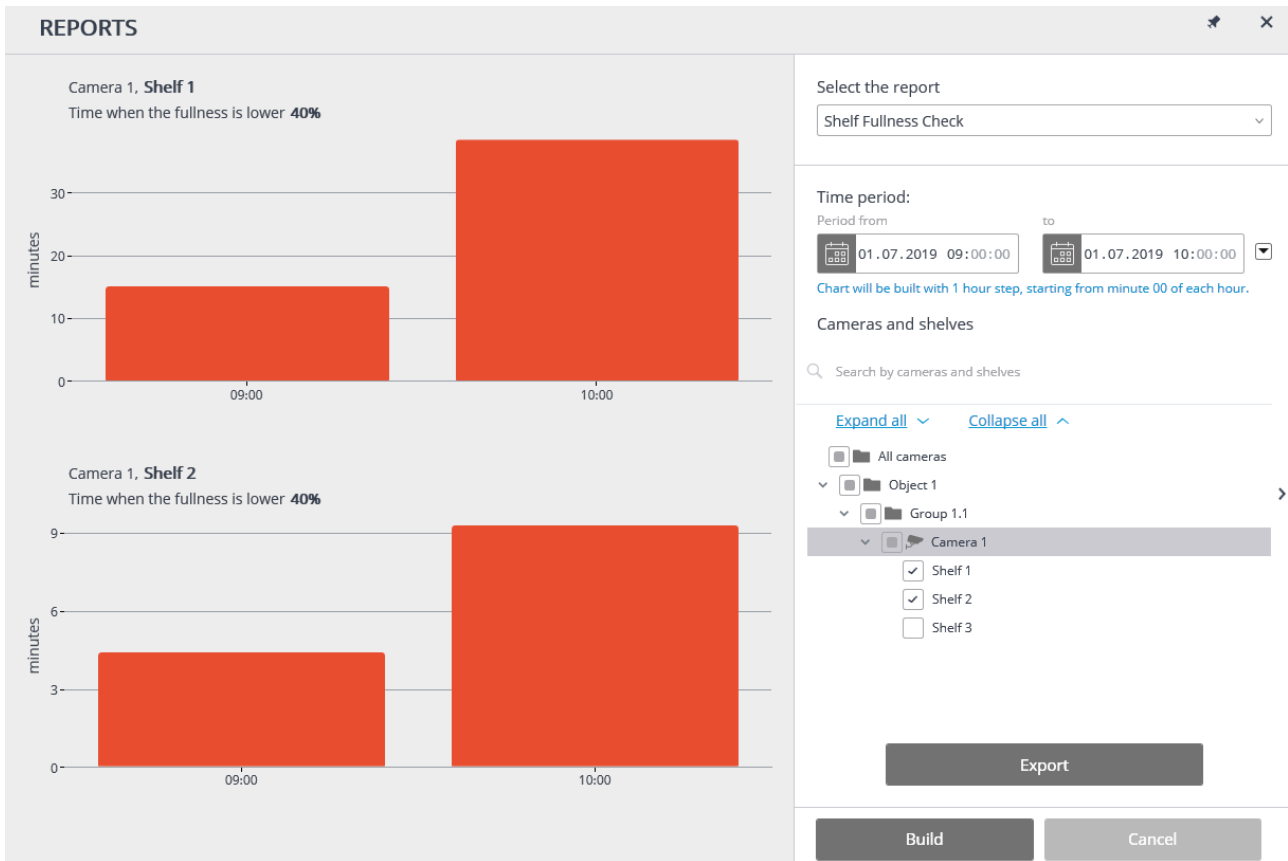 REPORTS
Camera 1, Shelf 1
Time when the fullness is lower 40%
30
20
10
0
minutes
09:00
10:00
Camera 1, Shelf 2
Time when the fullness is lower 40%
9
6
3
0
minutes
09:00
10:00
Select the report
Shelf Fullness Check
Time period:
Period from
to
01.07.2019 09:00:00
01.07.2019 10:00:00
Chart will be built with 1 hour step, starting from minute 00 of each hour.
Cameras and shelves
Search by cameras and shelves
Expand all
Collapse all
All cameras
Object 1
Group 1.1
Camera 1
Shelf 1
Shelf 2
Shelf 3
Export
Build
Cancel